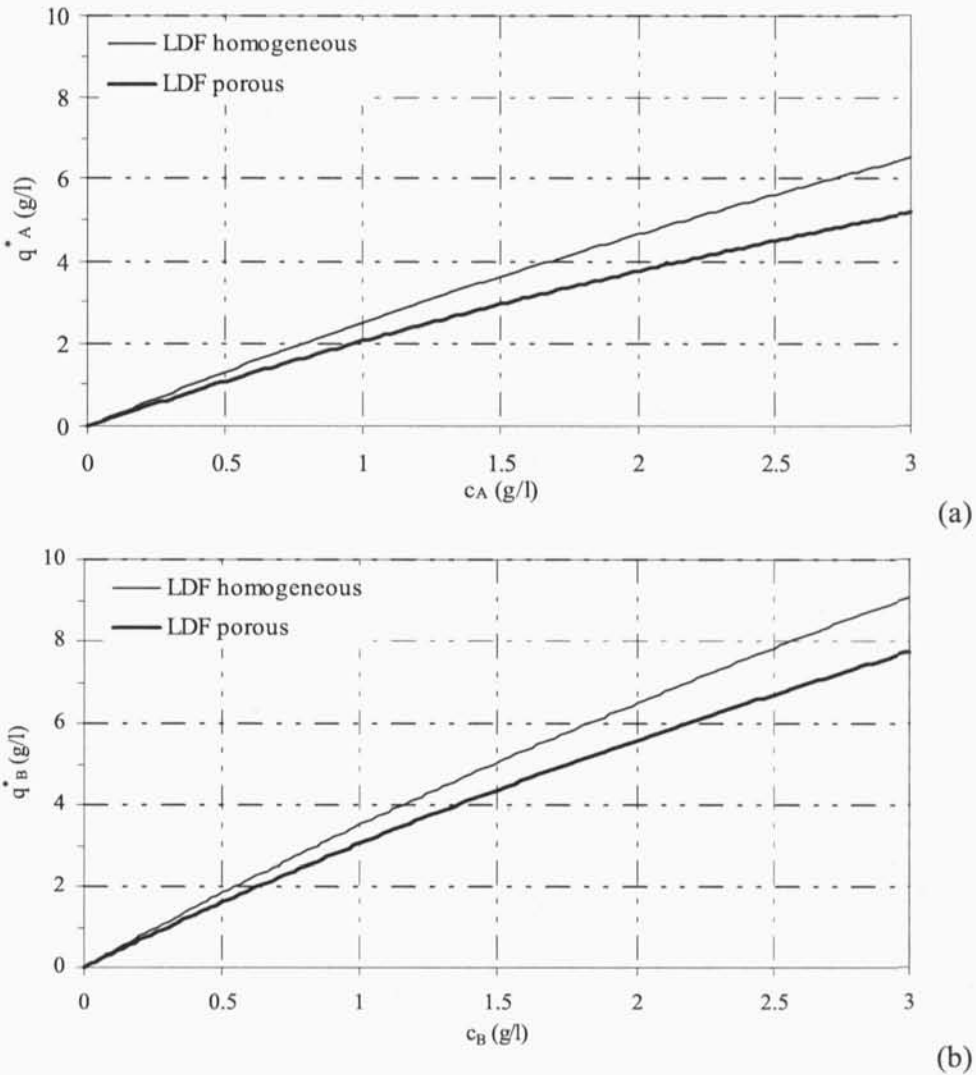 10
LDF homogeneous
LDF porous
8
6
4
2
0
q*A (g/l)
0 0.5 1 1.5 2 2.5 3
cA (g/l)
(a)
10
LDF homogeneous
LDF porous
8
6
4
2
0
q*B (g/l)
0 0.5 1 1.5 2 2.5 3
cB (g/l)
(b)